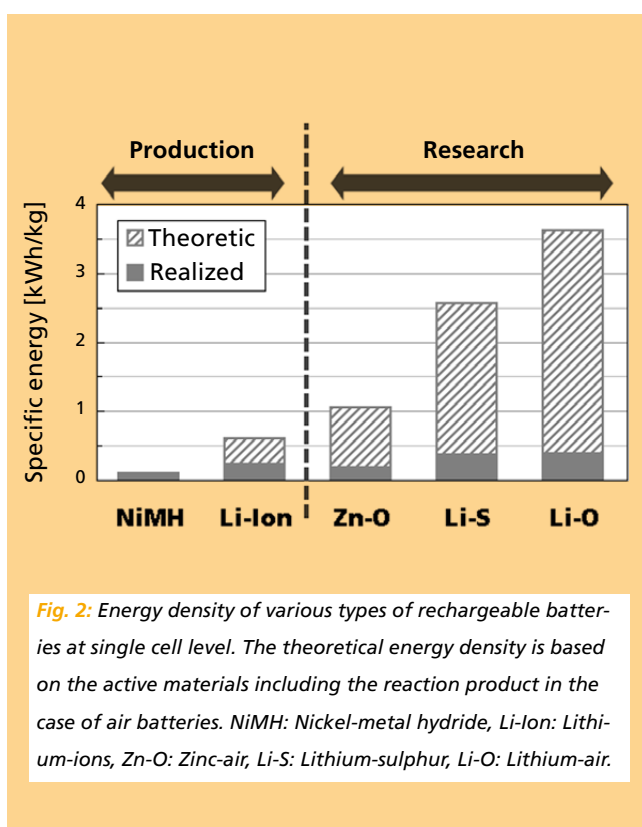 Production Research
Specific energy [kWh/kg]
4
3
2
1
0
Theoretic
Realized
NiMH Li-Ion Zn-O Li-S Li-O
Fig. 2: Energy density of various types of rechargeable batter-
ies at single cell level. The theoretical energy density is based
on the active materials including the reaction product in the
case of air batteries. NiMH: Nickel-metal hydride, Li-Ion: Lithi-
um-ions, Zn-O: Zinc-air, Li-S: Lithium-sulphur, Li-O: Lithium-air.